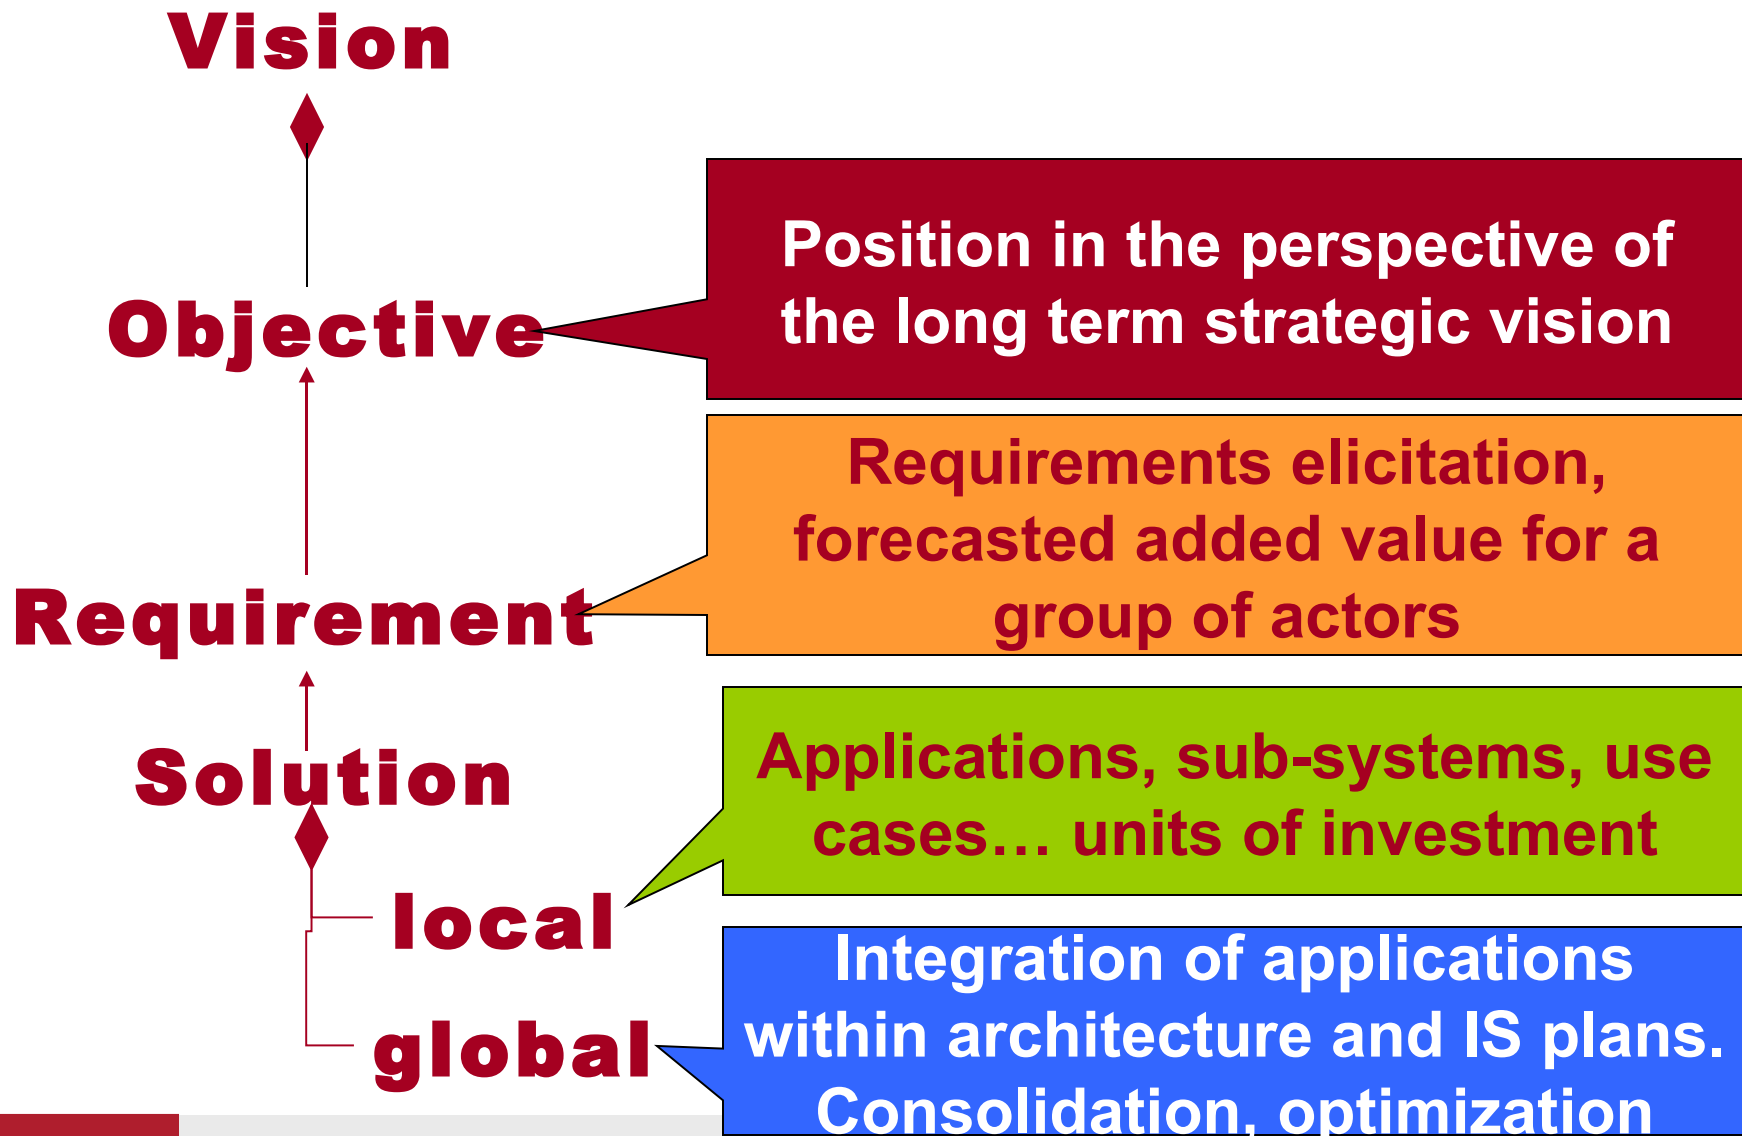 Vision
Objective
Position in the perspective of
the long term strategic vision
Requirement
Requirements elicitation,
forecasted added value for a
group of actors
Solution
local
Applications, sub-systems, use
cases… units of investment
global
Integration of applications
within architecture and IS plans.
Consolidation, optimization